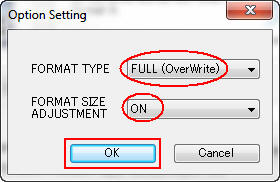 Option Setting
FORMAT TYPE
FULL (OverWrite)
FORMAT SIZE
ADJUSTMENT
ON
OK
Cancel